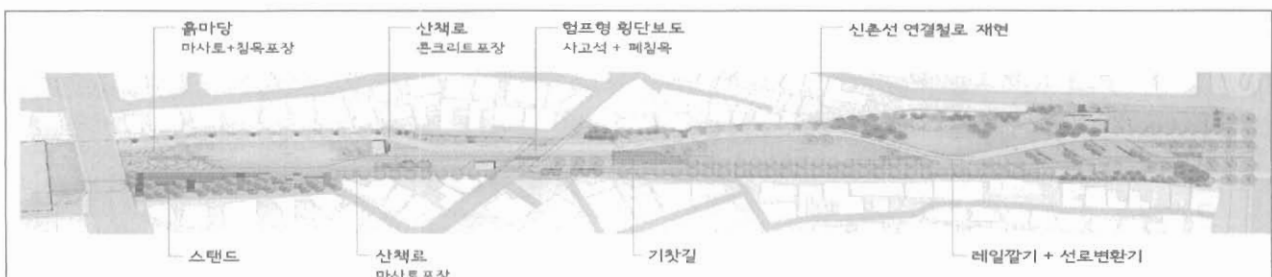 흙마당
마사토+침목포장
산책로
콘크리트포장
험프형 횡단보도
사고석 + 폐침목
신촌선 연결철로 재현
스탠드
산책로
마사토포장
기찻길
레일깔기 + 선로변환기